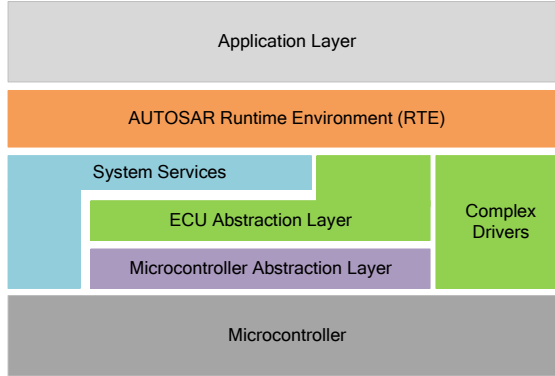 Application Layer
AUTOSAR Runtime Environment (RTE)
System Services
ECU Abstraction Layer
Complex
Drivers
Microcontroller Abstraction Layer
Microcontroller